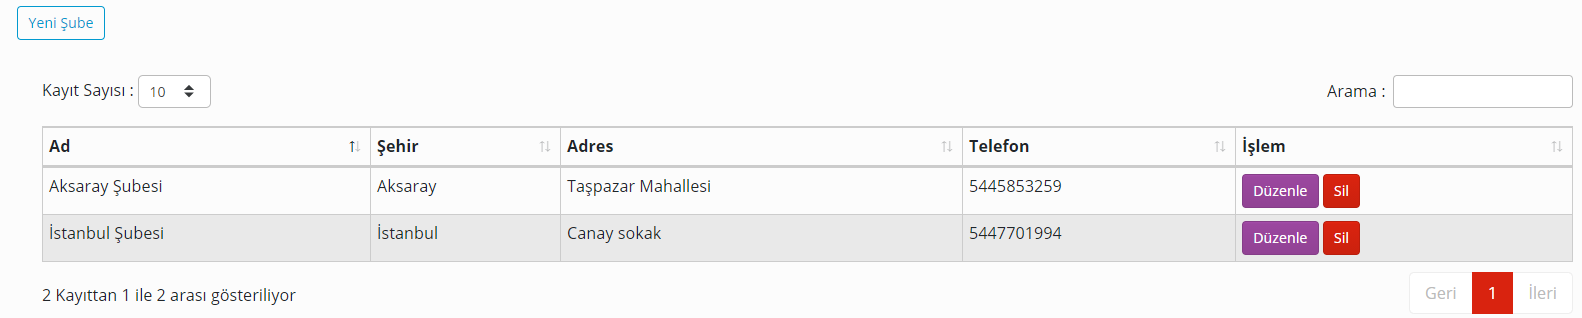 Yeni Şube
Kayıt Sayısı : 10 Arama :
Ad Şehir Adres Telefon İşlem
Aksaray Şubesi Aksaray Taşpazar Mahallesi 5445853259 Düzenle Sil
İstanbul Şubesi İstanbul Canay sokak 5447701994 Düzenle Sil
2 Kayıttan 1 ile 2 arası gösteriliyor Geri 1 İleri